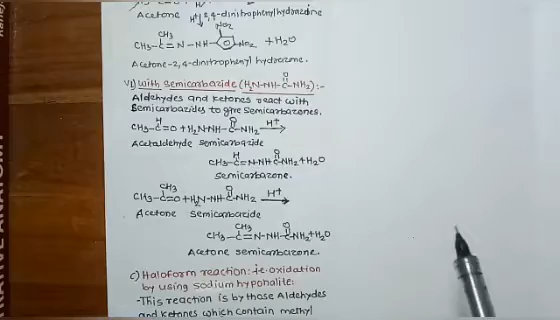 Acetone H+ 2,4-dinitrophenylhydrazine
CH3 NO2
CH3-C=N-NH- NO2 +H2O
Acetone-2,4-dinitrophenyl hydrazone.
v) With semicarbazide (H2N-NH-C-NH2):-
O
Aldehydes and Ketones react with
Semicarbazides to give semicarbazones.
H O
CH3-C=O+H2N-NH-C-NH2 H+
Acetaldehyde semicarbazide
H O
CH3-C=N-NH-C-NH2+H2O
semicarbazone.
CH3 O
CH3-C=O+H2N-NH-C-NH2 H+
Acetone semicarbazide
CH3 O
CH3-C=N-NH-C-NH2+H2O
Acetone semicarbazone.
c) Haloform reaction: ie. oxidation
by using sodium hypohalite:
-This reaction is by those Aldehydes
and ketones which contain methyl
ANATOMY